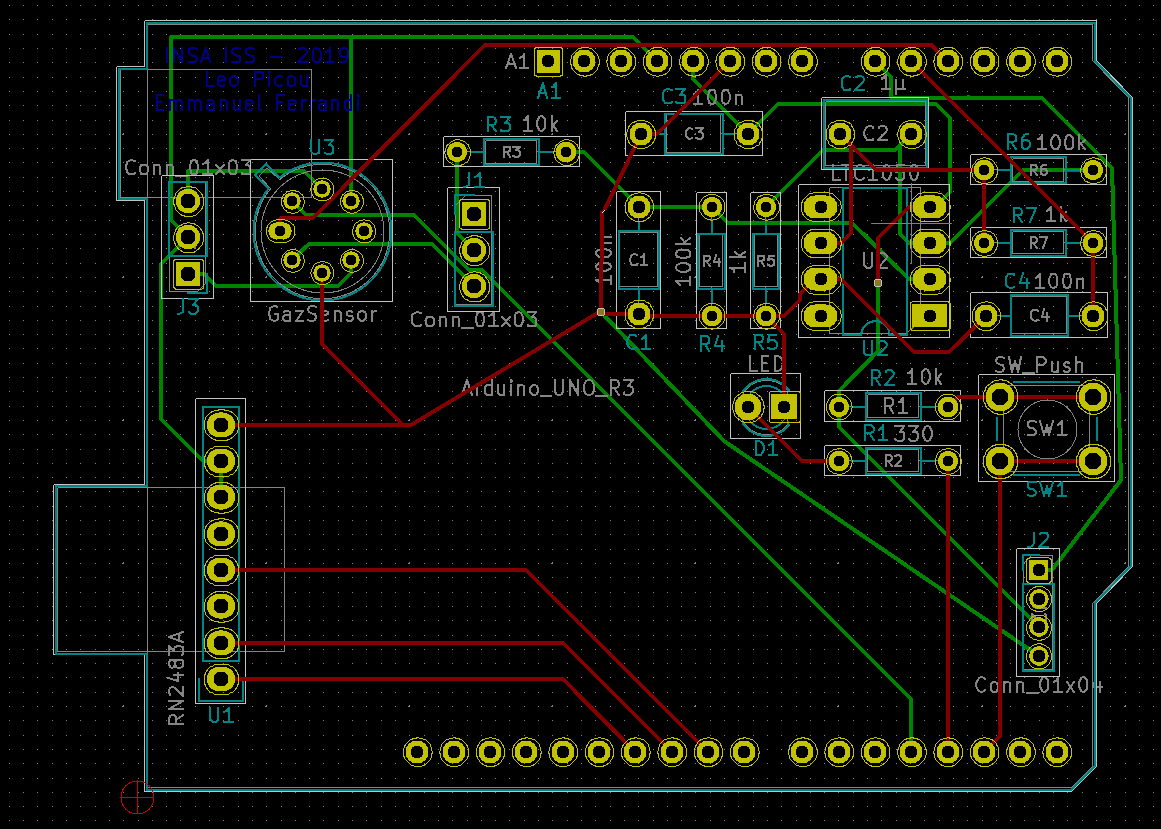 INSA ISS - 2019
Leo Picou
Emmanuel Ferrandi
A1
A1
C2 1µ
C3 100n
C3
C2
R3 10k
R3
U3
Conn_01x03
J1
LTC1050
R6 100k
R6
R7 1k
R7
100n
C1
100k
R4
1k
R5
U2
C4 100n
C4
J3
GazSensor
Conn_01x03
C1
R4
R5
U2
LED
SW_Push
Arduino_UNO_R3
R2 10k
R1
SW1
R1 330
R2
D1
SW1
J2
RN2483A
Conn_01x04
U1